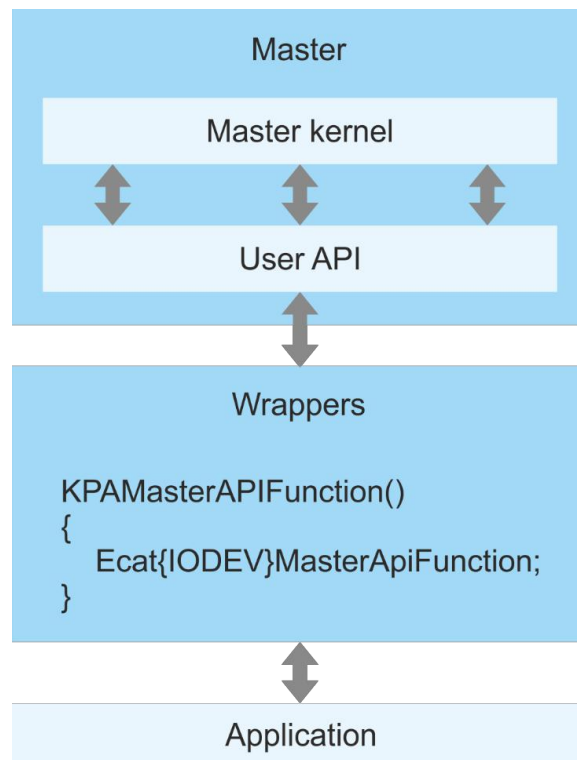 Master
Master kernel
User API
Wrappers
KPAMasterAPIFunction()
{
Ecat{IODEV}MasterApiFunction;
}
Application